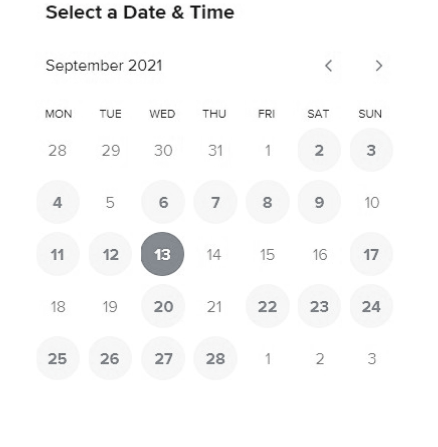 Select a Date & Time
September 2021
MON TUE WED THU FRI SAT SUN
28 29 30 31 1 2 3
4 5 6 7 8 9 10
11 12 13 14 15 16 17
18 19 20 21 22 23 24
25 26 27 28 1 2 3